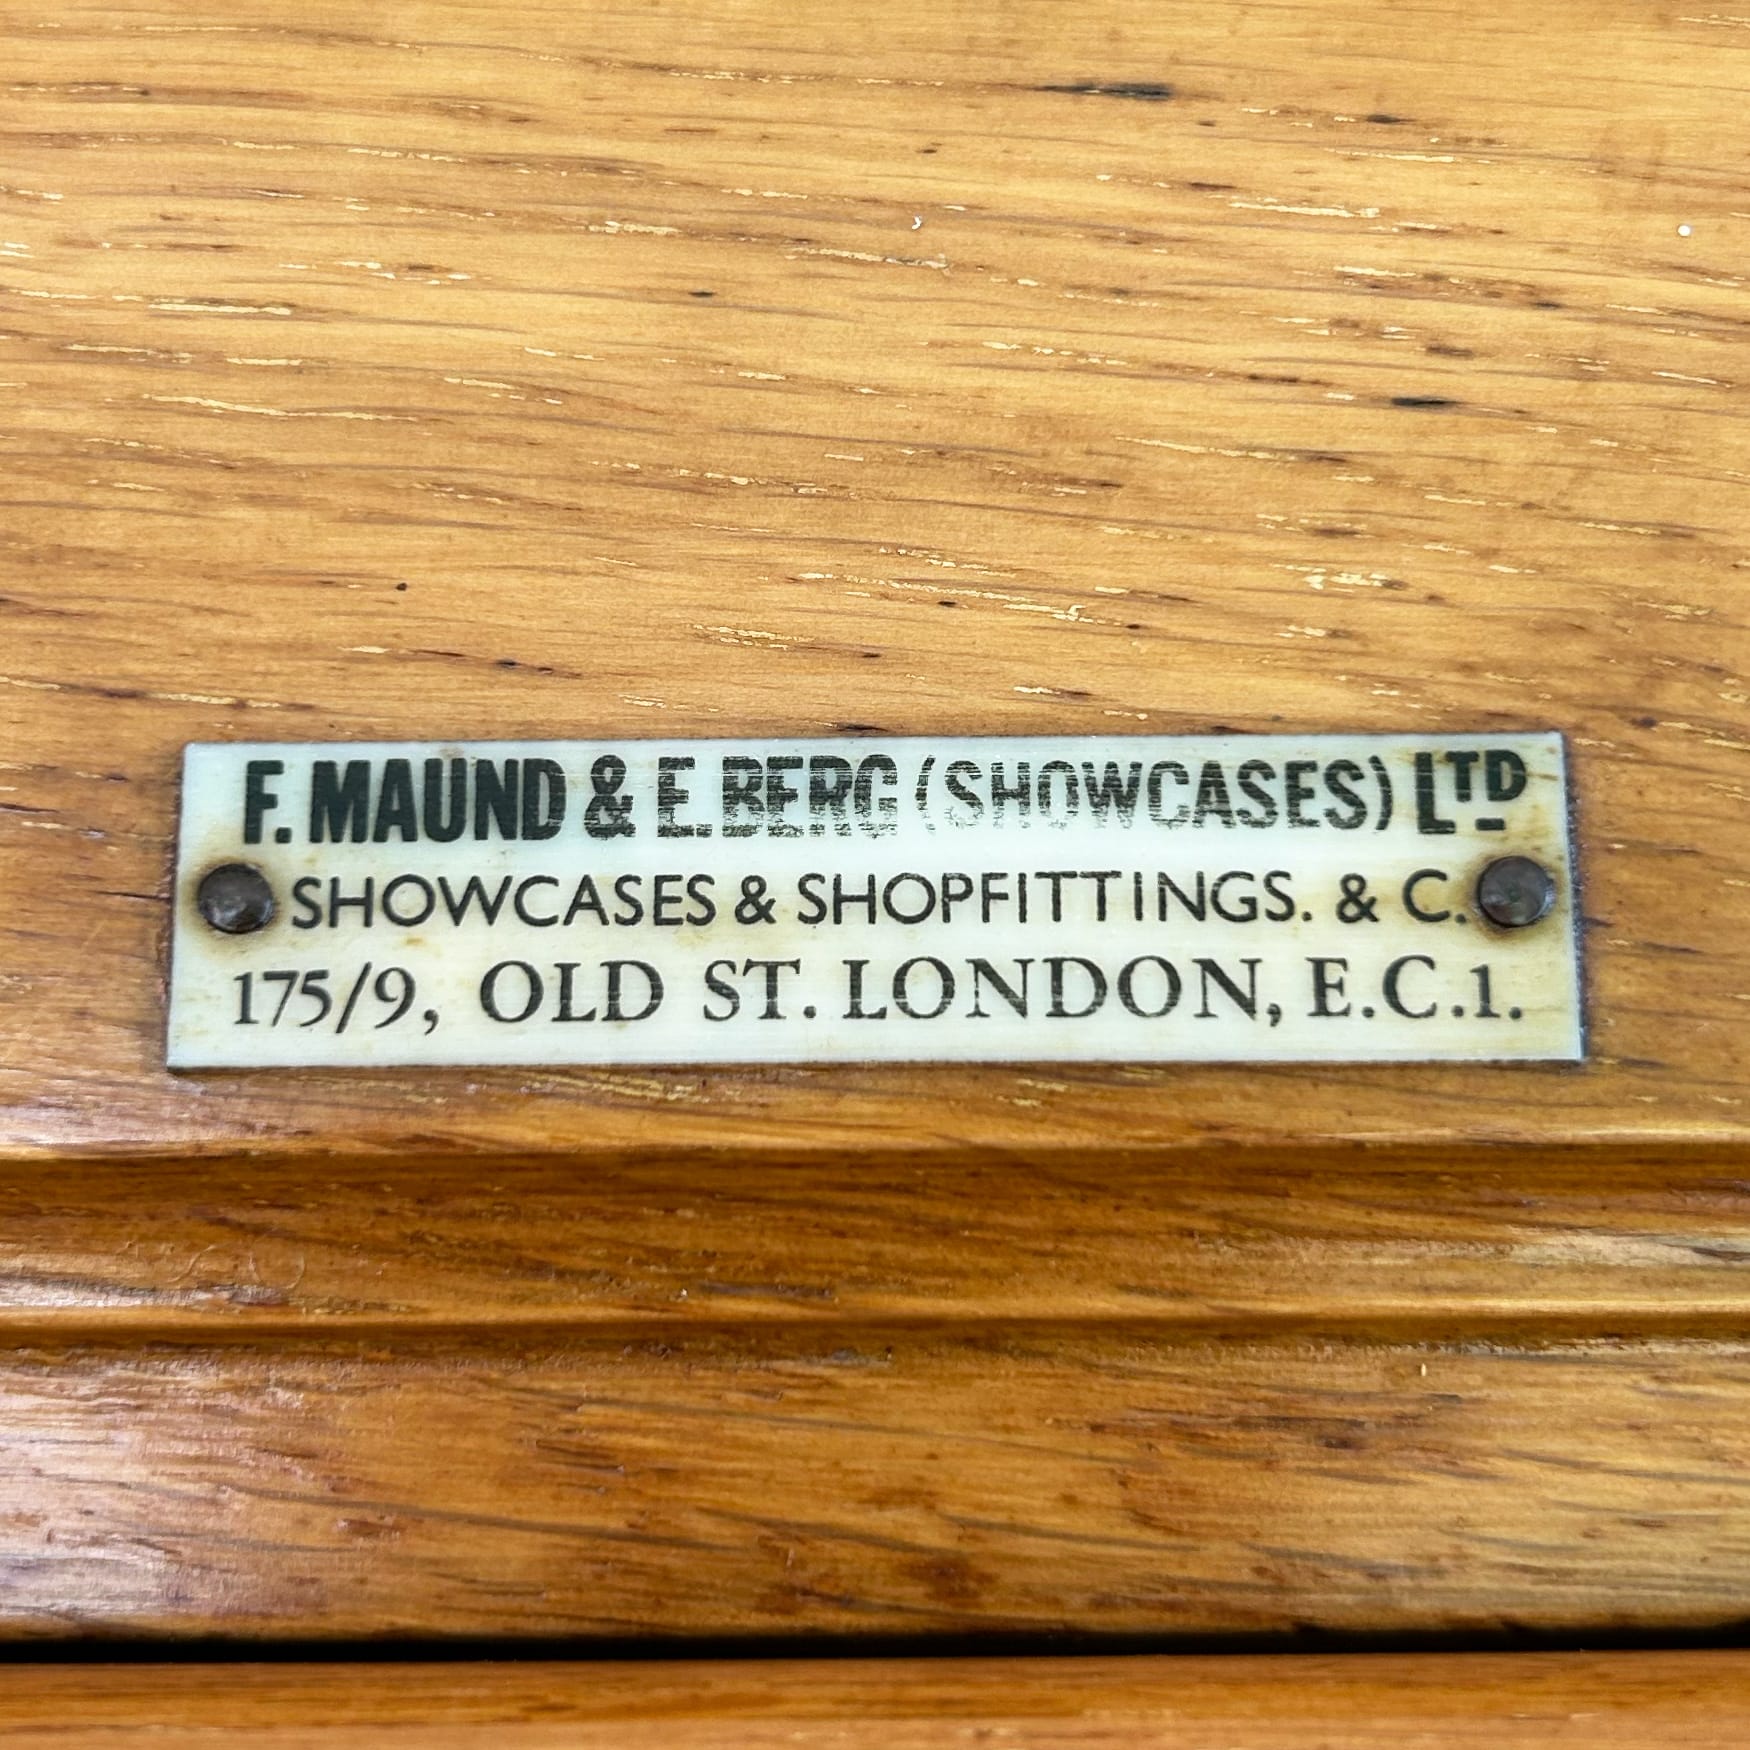 F. MAUND & E. BERG (SHOWCASES) LTD
SHOWCASES & SHOPFITTINGS. & C.
175/9, OLD ST. LONDON, E.C.1.